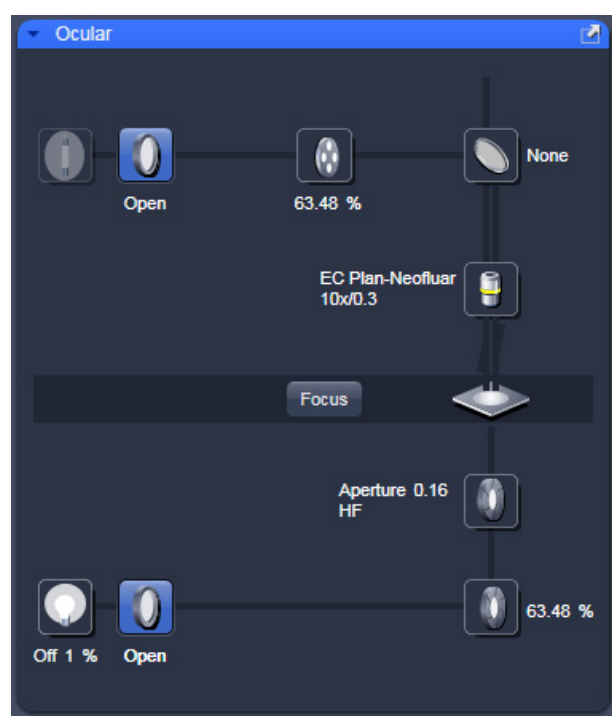 Ocular
None
Open
63.48 %
EC Plan-Neofluar
10x/0.3
Focus
Aperture 0.16
HF
63.48 %
Off 1 %
Open